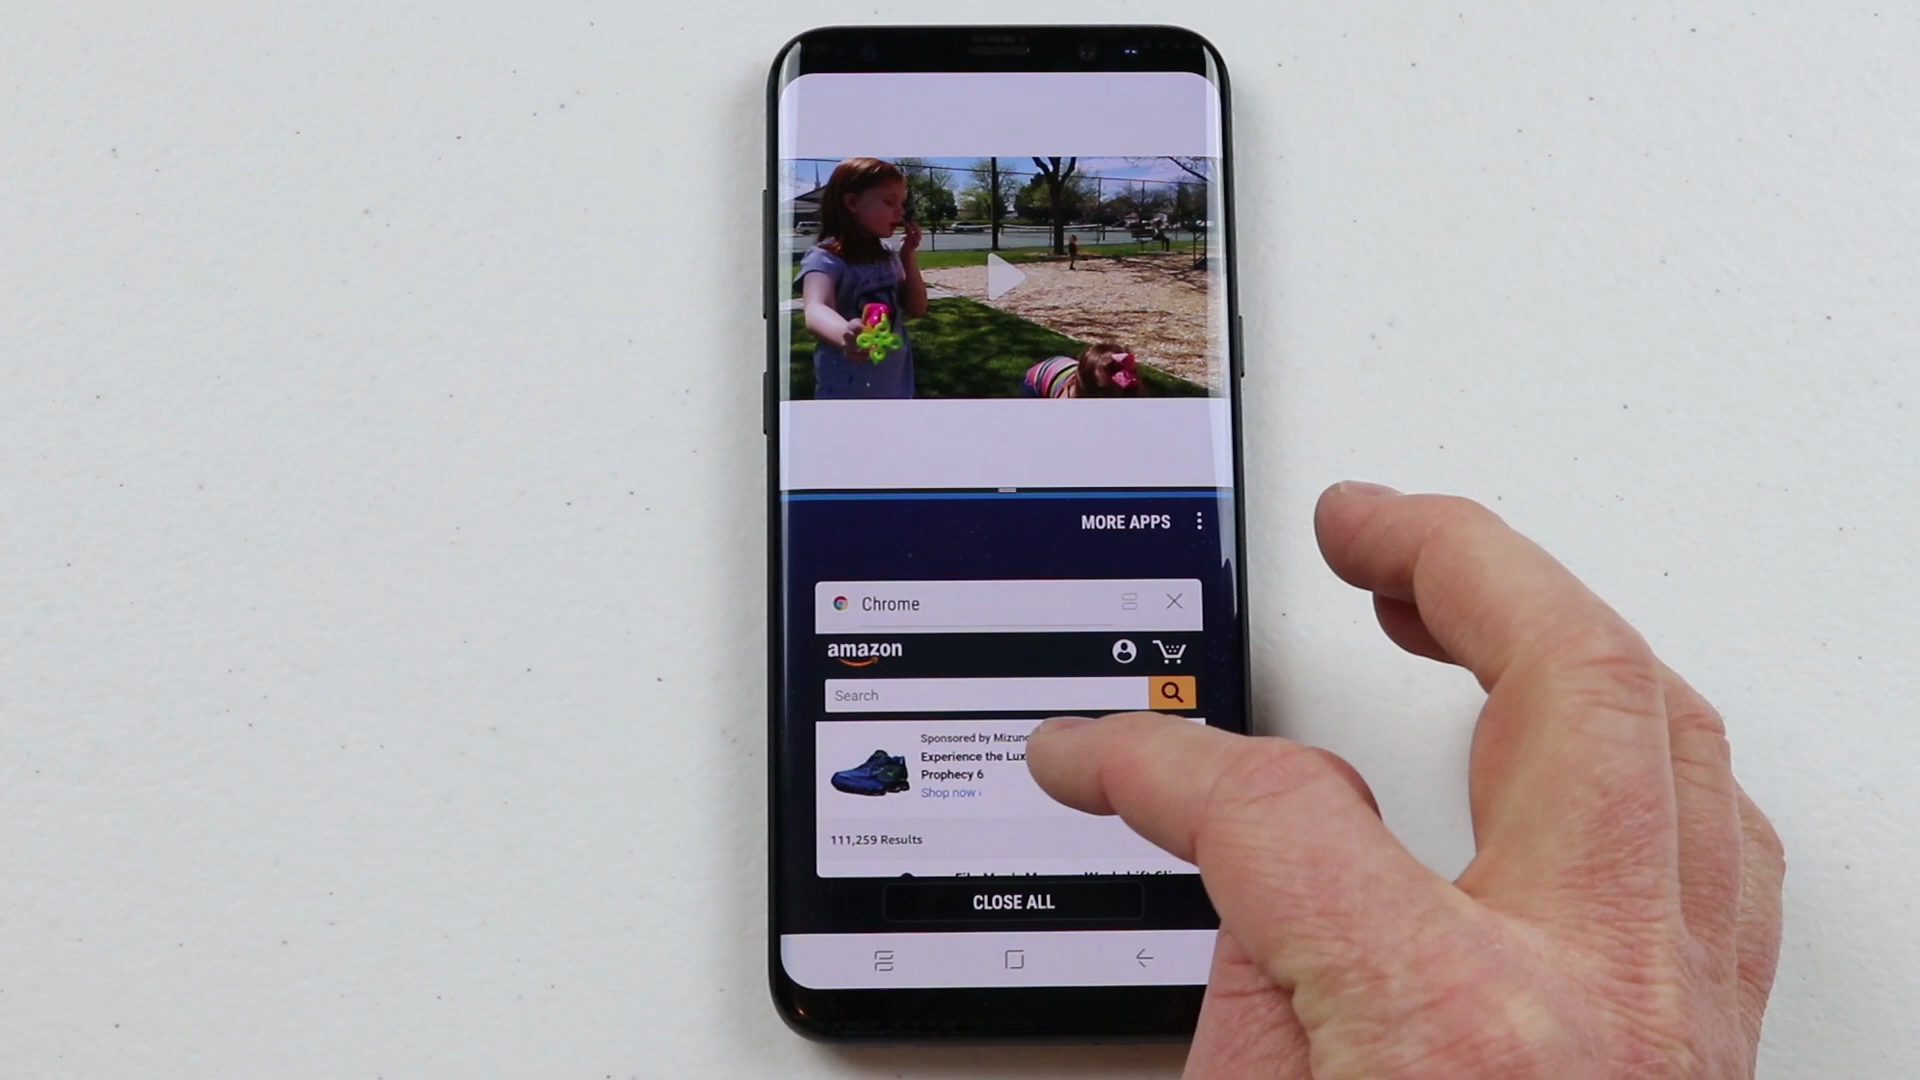 MORE APPS
Chrome
amazon
Search
Sponsored by Mizuno
Experience the Lux
Prophecy 6
Shop now ›
111,259 Results
CLOSE ALL